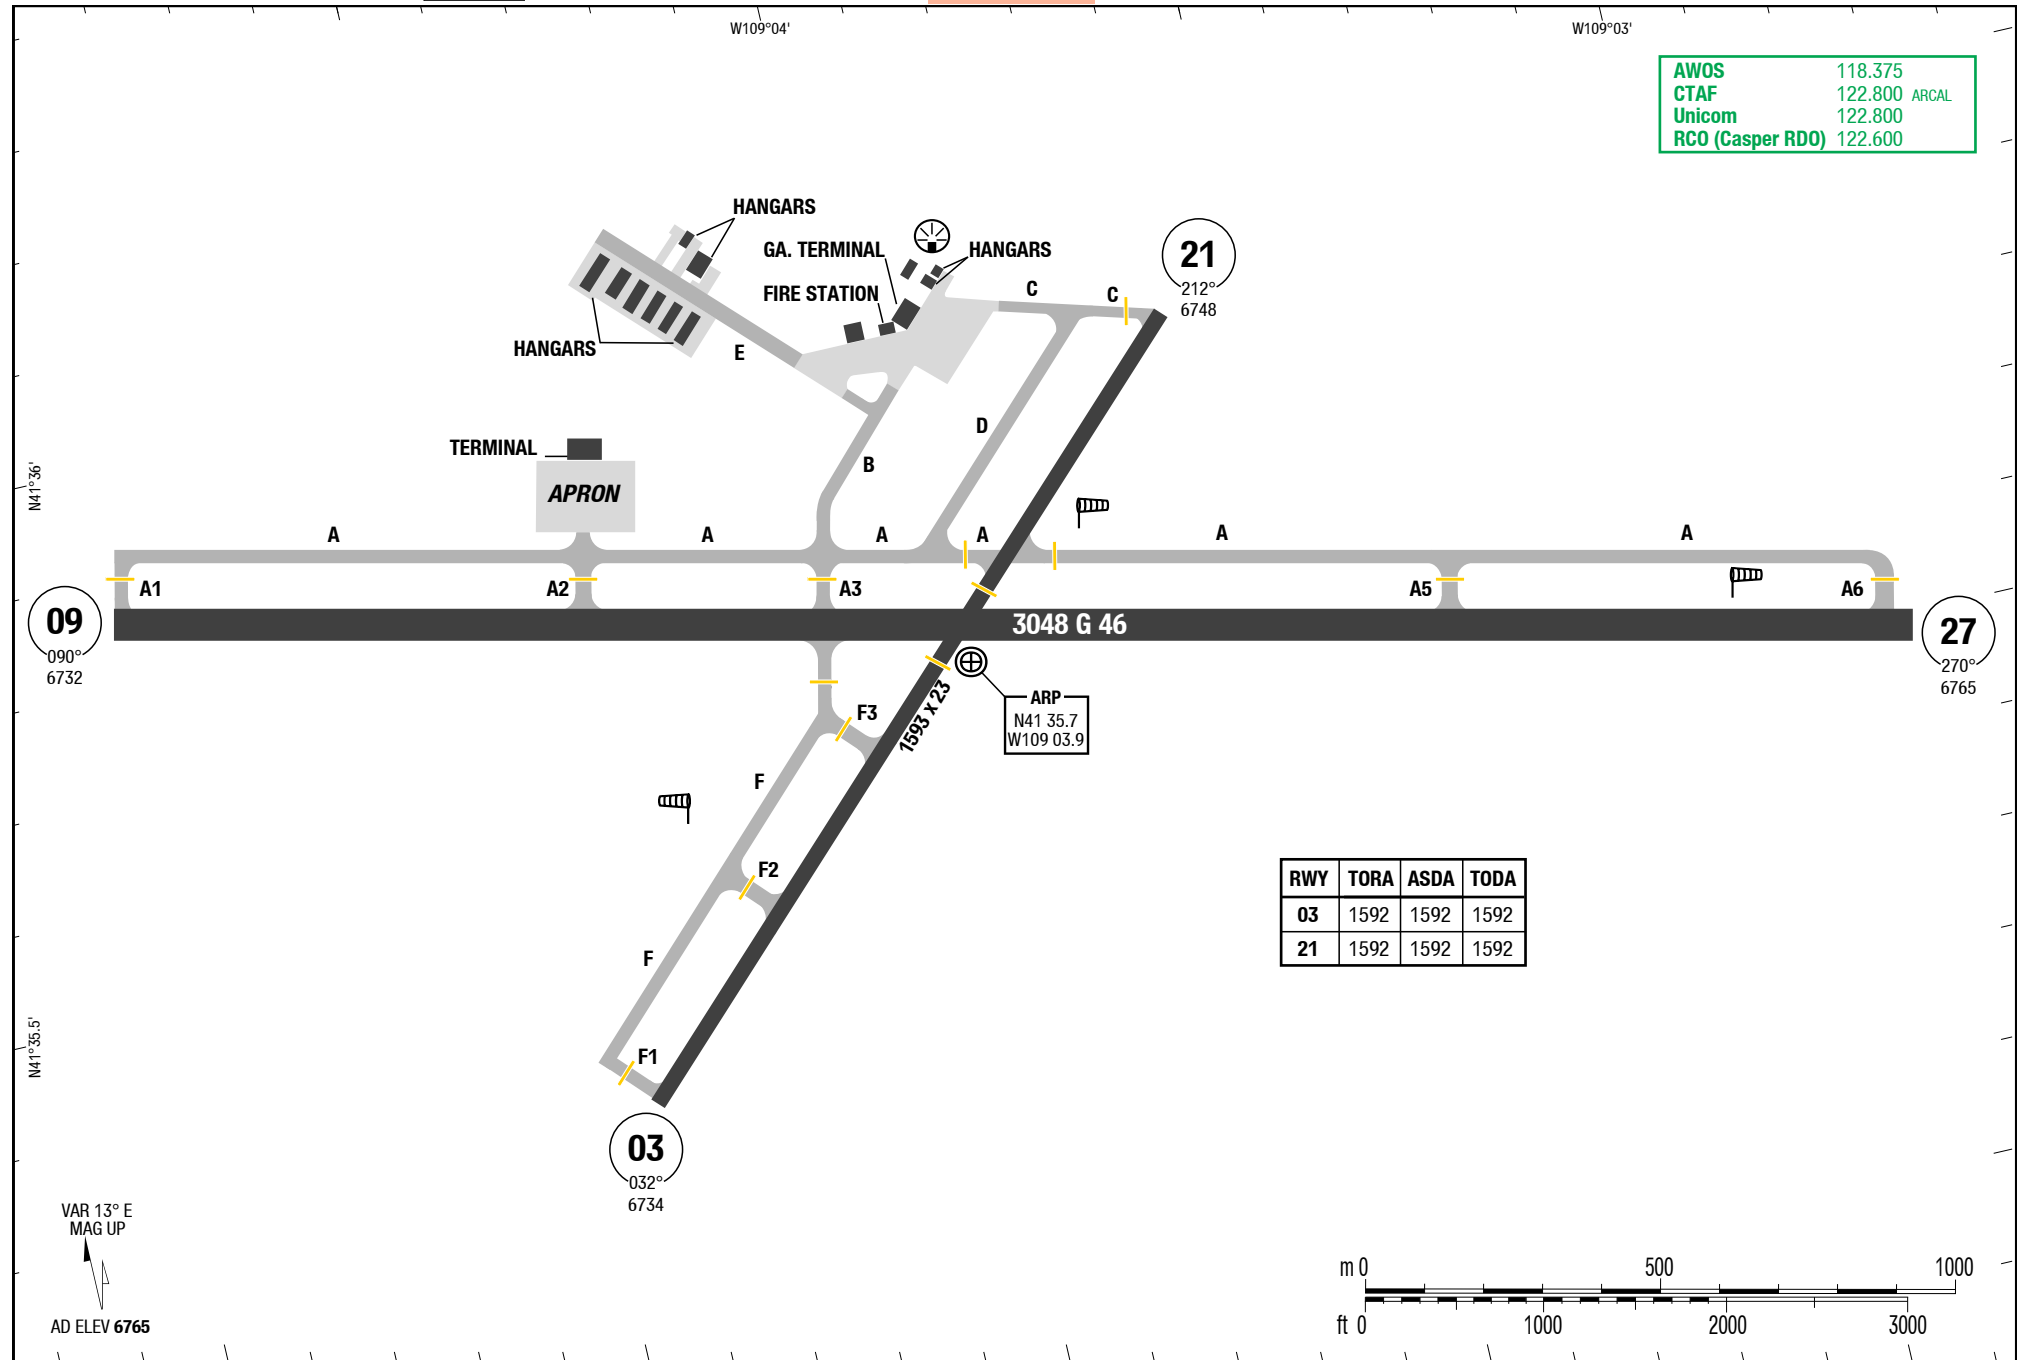 W109°04'
W109°03'
AWOS 118.375
CTAF 122.800 ARCAL
Unicom 122.800
RCO (Casper RDO) 122.600
HANGARS
GA. TERMINAL
HANGARS
FIRE STATION
HANGARS
21
212°
6748
C
C
E
D
B
TERMINAL
APRON
N41°36'
A
A
A
A
A
A
A1
A2
A3
A5
A6
09
090°
6732
3048 G 46
27
270°
6765
ARP
N41 35.7
W109 03.9
1593 x 23
F3
F
F2
F
F1
RWY TORA ASDA TODA
03 1592 1592 1592
21 1592 1592 1592
N41°35.5'
03
032°
6734
VAR 13° E
MAG UP
AD ELEV 6765
m 0 500 1000
ft 0 1000 2000 3000